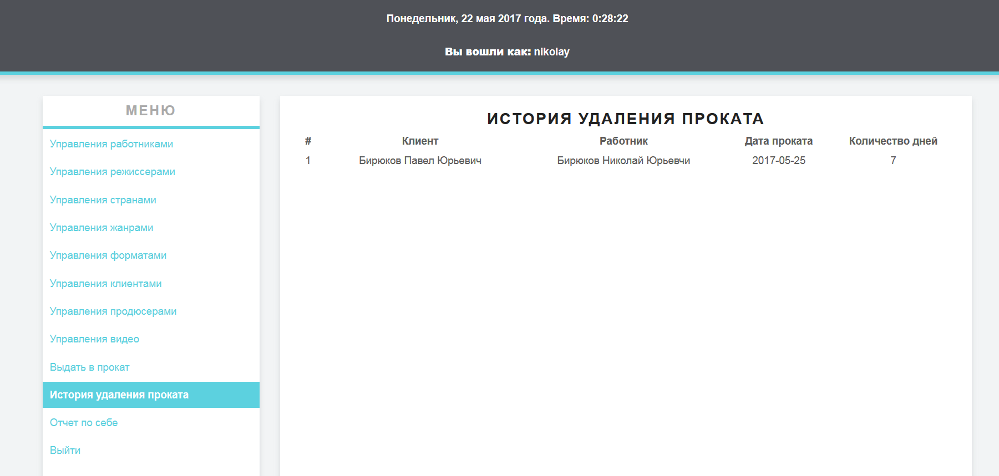 Понедельник, 22 мая 2017 года. Время: 0:28:22
Вы вошли как: nikolay
МЕНЮ
Управления работниками
Управления режиссерами
Управления странами
Управления жанрами
Управления форматами
Управления клиентами
Управления продюсерами
Управления видео
Выдать в прокат
История удаления проката
Отчет по себе
Выйти
ИСТОРИЯ УДАЛЕНИЯ ПРОКАТА
# Клиент Работник Дата проката Количество дней
1 Бирюков Павел Юрьевич Бирюков Николай Юрьевчи 2017-05-25 7